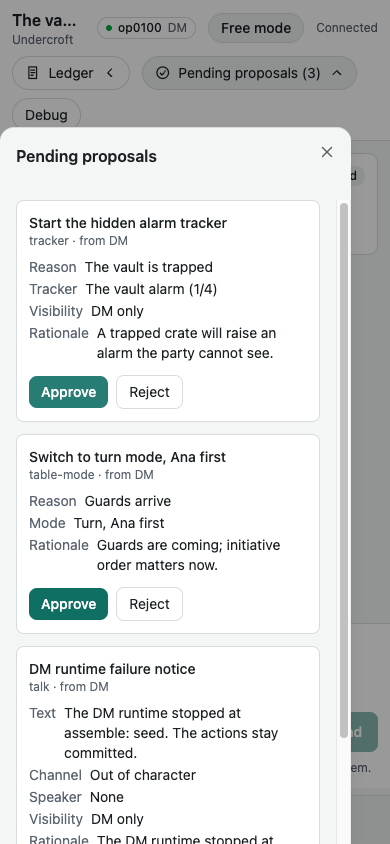 The va...
Undercroft
op0100 DM
Free mode
Connected
Ledger
Pending proposals (3)
Debug
Pending proposals
Start the hidden alarm tracker
tracker · from DM
Reason The vault is trapped
Tracker The vault alarm (1/4)
Visibility DM only
Rationale A trapped crate will raise an
alarm the party cannot see.
Approve Reject
Switch to turn mode, Ana first
table-mode · from DM
Reason Guards arrive
Mode Turn, Ana first
Rationale Guards are coming; initiative
order matters now.
Approve Reject
DM runtime failure notice
talk · from DM
Text The DM runtime stopped at
assemble: seed. The actions stay
committed.
Channel Out of character
Speaker None
Visibility DM only
Rationale The DM runtime stopped at